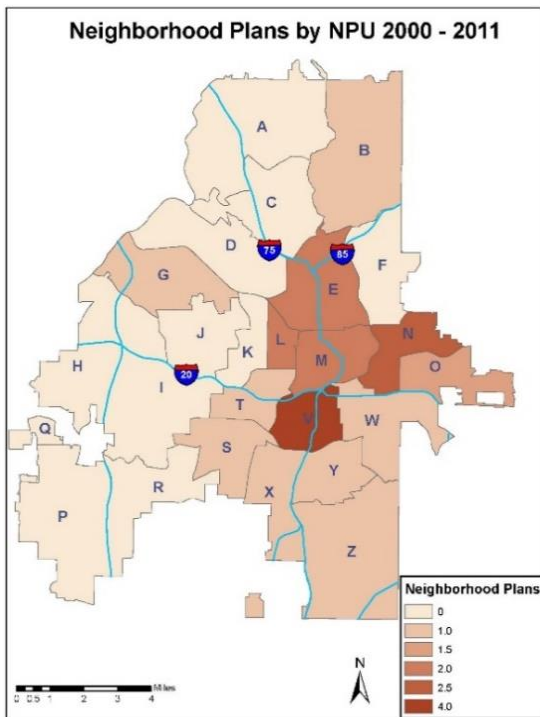 Neighborhood Plans by NPU 2000 - 2011
A
B
C
D
75
85
F
G
E
J
K
L
N
M
O
H
20
I
T
V
W
Q
S
R
X
Y
P
Z
Neighborhood Plans
0
1.0
1.5
2.0
2.5
4.0
N
Miles
0 0.5 1 2 3 4